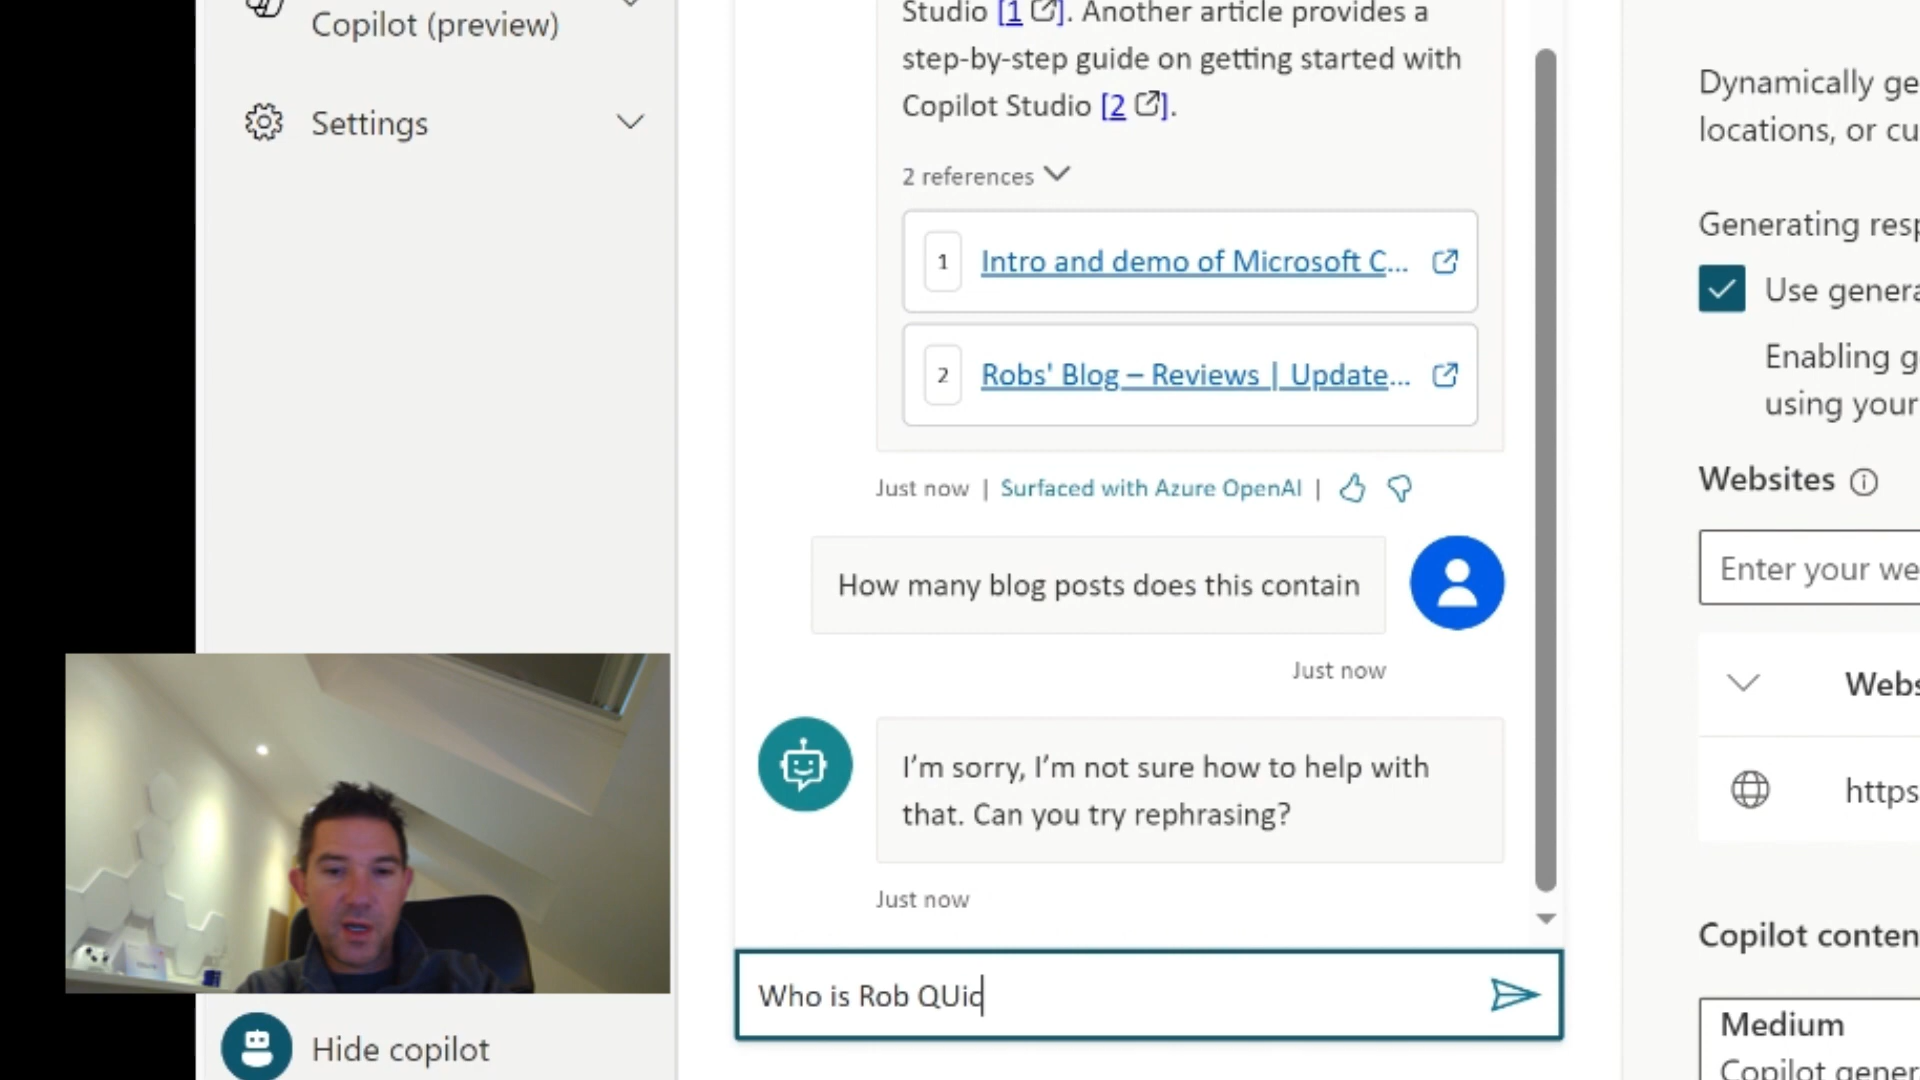 Copilot (preview)
Settings
Hide copilot
Studio [1]. Another article provides a
step-by-step guide on getting started with
Copilot Studio [2].
2 references
1 Intro and demo of Microsoft C...
2 Robs' Blog – Reviews | Update...
Just now | Surfaced with Azure OpenAI |
How many blog posts does this contain
Just now
I'm sorry, I'm not sure how to help with
that. Can you try rephrasing?
Just now
Who is Rob QUic
Dynamically ge
locations, or cu
Generating resp
Use genera
Enabling g
using your
Websites
Enter your we
Webs
https
Copilot conten
Medium
Copilot gener